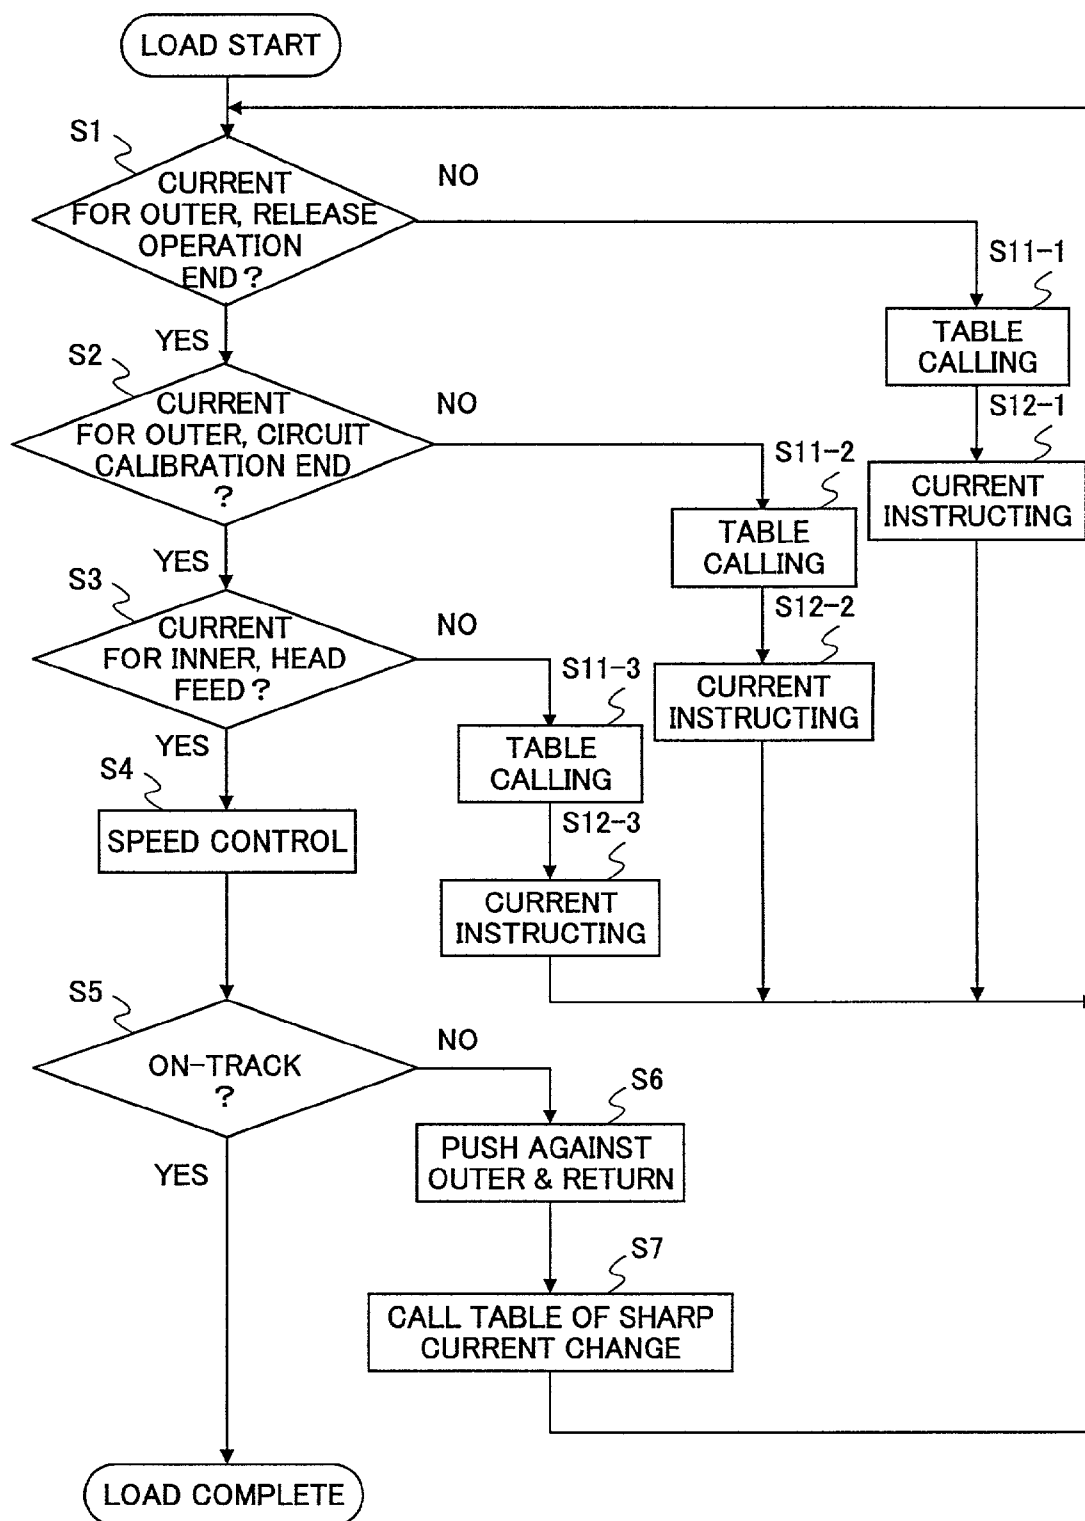 LOAD START
S1
CURRENT
FOR OUTER, RELEASE
OPERATION
END?
NO
YES
S11-1
TABLE
CALLING
S12-1
CURRENT
INSTRUCTING
S2
CURRENT
FOR OUTER, CIRCUIT
CALIBRATION END
?
NO
YES
S11-2
TABLE
CALLING
S12-2
CURRENT
INSTRUCTING
S3
CURRENT
FOR INNER, HEAD
FEED?
NO
YES
S11-3
TABLE
CALLING
S12-3
CURRENT
INSTRUCTING
S4
SPEED CONTROL
S5
ON-TRACK
?
NO
YES
S6
PUSH AGAINST
OUTER & RETURN
S7
CALL TABLE OF SHARP
CURRENT CHANGE
LOAD COMPLETE